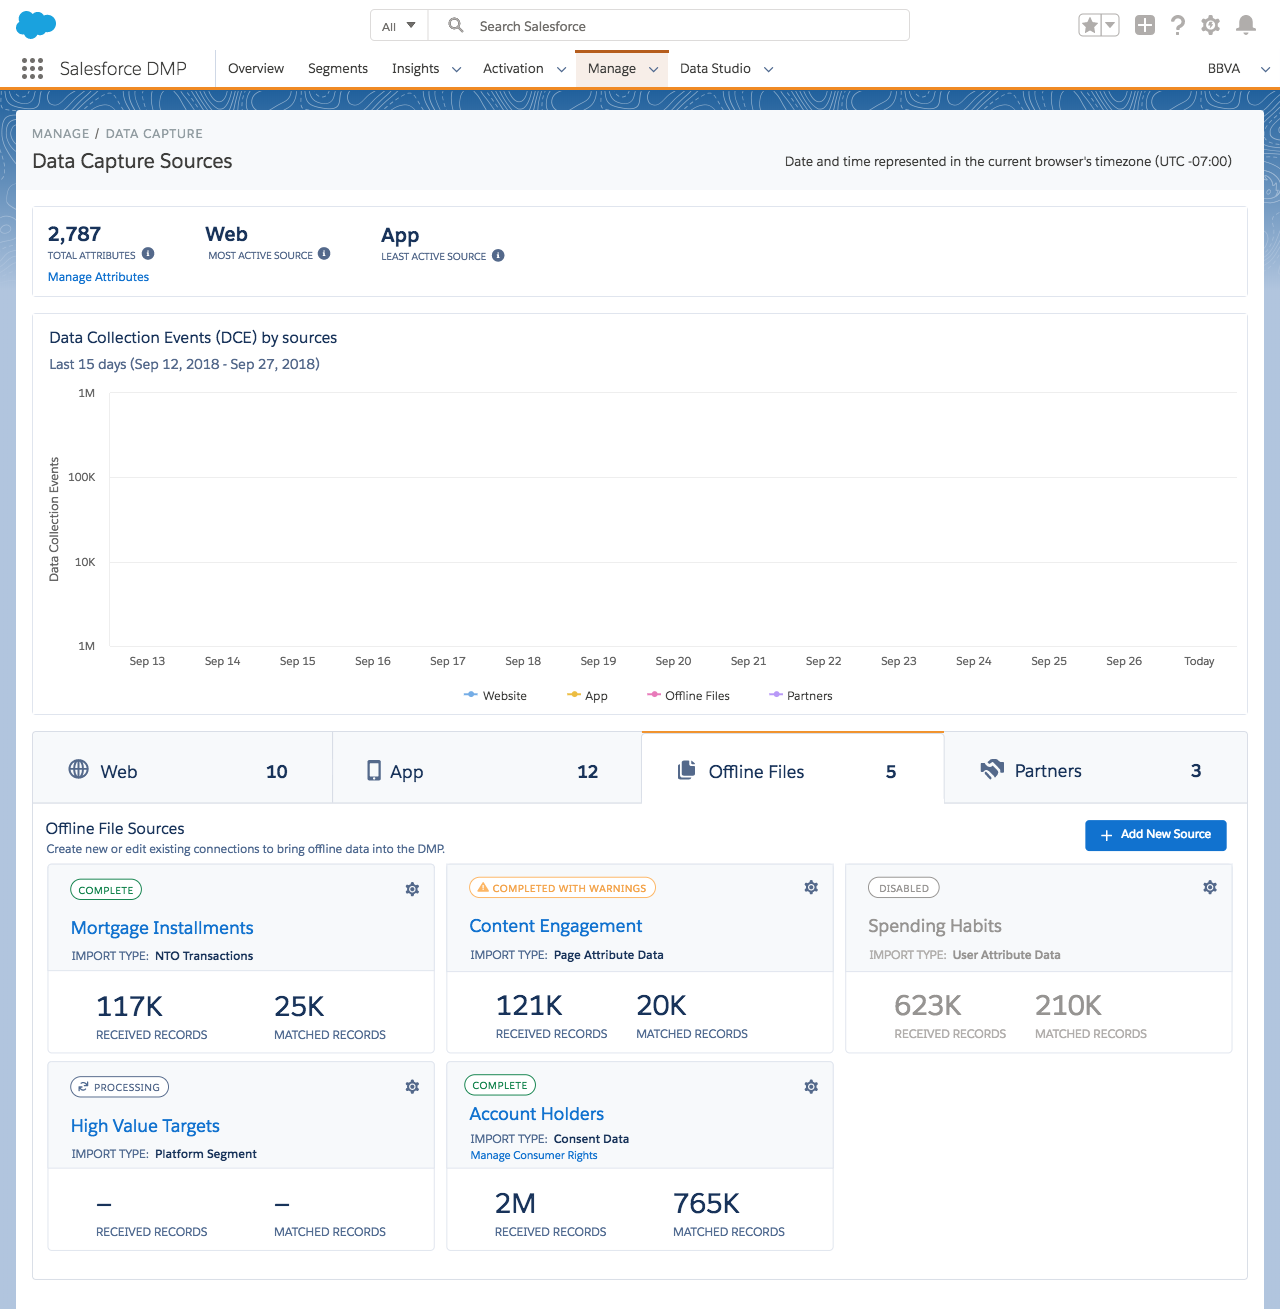 All
Search Salesforce
Salesforce DMP
Overview
Segments
Insights
Activation
Manage
Data Studio
BBVA
MANAGE / DATA CAPTURE
Data Capture Sources
Date and time represented in the current browser's timezone (UTC -07:00)
2,787
TOTAL ATTRIBUTES
Manage Attributes
Web
MOST ACTIVE SOURCE
App
LEAST ACTIVE SOURCE
Data Collection Events (DCE) by sources
Last 15 days (Sep 12, 2018 - Sep 27, 2018)
Data Collection Events
1M
100K
10K
1M
Sep 13 Sep 14 Sep 15 Sep 16 Sep 17 Sep 18 Sep 19 Sep 20 Sep 21 Sep 22 Sep 23 Sep 24 Sep 25 Sep 26 Today
Website App Offline Files Partners
Web 10
App 12
Offline Files 5
Partners 3
Offline File Sources
Create new or edit existing connections to bring offline data into the DMP.
Add New Source
COMPLETE
Mortgage Installments
IMPORT TYPE: NTO Transactions
117K 25K
RECEIVED RECORDS MATCHED RECORDS
COMPLETED WITH WARNINGS
Content Engagement
IMPORT TYPE: Page Attribute Data
121K 20K
RECEIVED RECORDS MATCHED RECORDS
DISABLED
Spending Habits
IMPORT TYPE: User Attribute Data
623K 210K
RECEIVED RECORDS MATCHED RECORDS
PROCESSING
High Value Targets
IMPORT TYPE: Platform Segment
– –
RECEIVED RECORDS MATCHED RECORDS
COMPLETE
Account Holders
IMPORT TYPE: Consent Data
Manage Consumer Rights
2M 765K
RECEIVED RECORDS MATCHED RECORDS